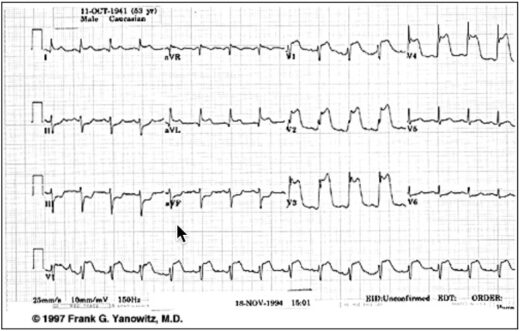 11-OCT-1941 (53 yr)
Male Caucasian
I aVR V1 V4
II aVL V2 V5
III aVF V3 V6
V1
25mm/s 10mm/mV 150Hz 18-NOV-1994 15:01 EID:Unconfirmed EDT: ORDER:
© 1997 Frank G. Yanowitz, M.D.